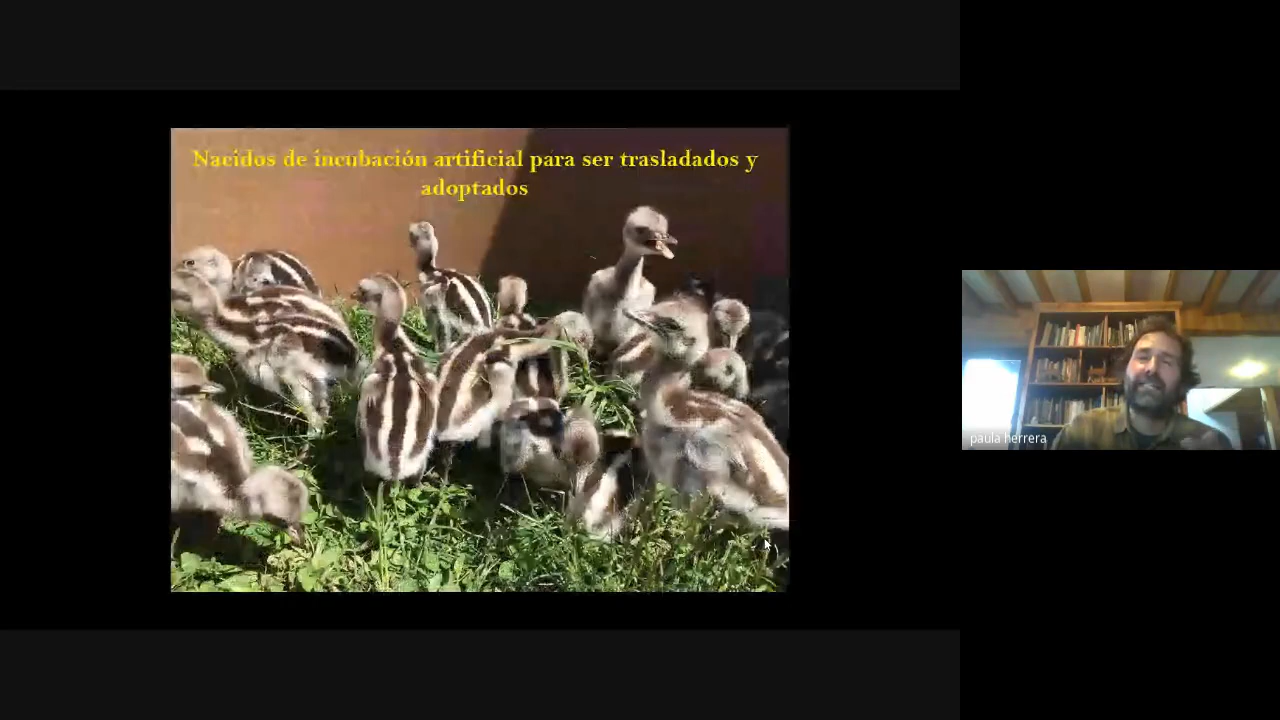 Nacidos de incubación artificial para ser trasladados y
adoptados
paula herrera